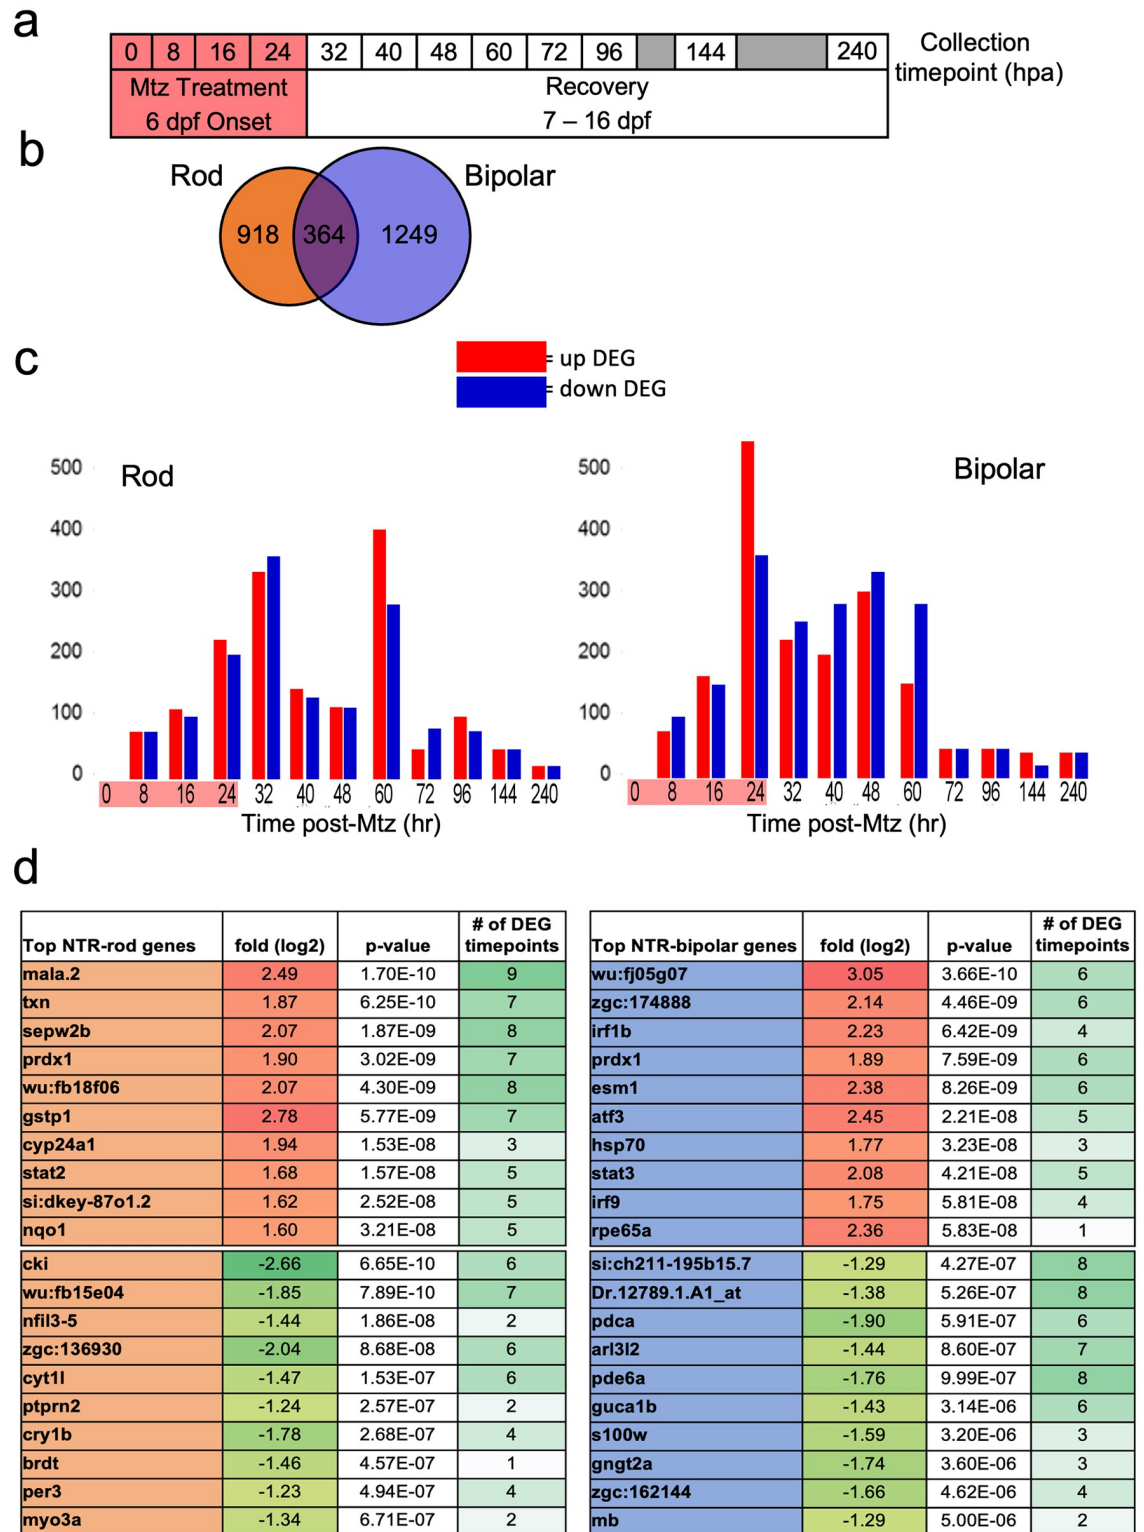 a
0 8 16 24 32 40 48 60 72 96 144 240
Collection
timepoint (hpa)
Mtz Treatment
Recovery
6 dpf Onset
7 – 16 dpf
b
Rod
Bipolar
918 364 1249
c
= up DEG
= down DEG
Rod
500
400
300
200
100
0
0 8 16 24 32 40 48 60 72 96 144 240
Time post-Mtz (hr)
Bipolar
500
400
300
200
100
0
0 8 16 24 32 40 48 60 72 96 144 240
Time post-Mtz (hr)
d
Top NTR-rod genes fold (log2) p-value # of DEG timepoints
mala.2 2.49 1.70E-10 9
txn 1.87 6.25E-10 7
sepw2b 2.07 1.87E-09 8
prdx1 1.90 3.02E-09 7
wu:fb18f06 2.07 4.30E-09 8
gstp1 2.78 5.77E-09 7
cyp24a1 1.94 1.53E-08 3
stat2 1.68 1.57E-08 5
si:dkey-87o1.2 1.62 2.52E-08 5
nqo1 1.60 3.21E-08 5
cki -2.66 6.65E-10 6
wu:fb15e04 -1.85 7.89E-10 7
nfil3-5 -1.44 1.86E-08 2
zgc:136930 -2.04 8.68E-08 6
cyt1l -1.47 1.53E-07 6
ptprn2 -1.24 2.57E-07 2
cry1b -1.78 2.68E-07 4
brdt -1.46 4.57E-07 1
per3 -1.23 4.94E-07 4
myo3a -1.34 6.71E-07 2
Top NTR-bipolar genes fold (log2) p-value # of DEG timepoints
wu:fj05g07 3.05 3.66E-10 6
zgc:174888 2.14 4.46E-09 6
irf1b 2.23 6.42E-09 4
prdx1 1.89 7.59E-09 6
esm1 2.38 8.26E-09 6
atf3 2.45 2.21E-08 5
hsp70 1.77 3.23E-08 3
stat3 2.08 4.21E-08 5
irf9 1.75 5.81E-08 4
rpe65a 2.36 5.83E-08 1
si:ch211-195b15.7 -1.29 4.27E-07 8
Dr.12789.1.A1_at -1.38 5.26E-07 8
pdca -1.90 5.91E-07 6
arl3l2 -1.44 8.60E-07 7
pde6a -1.76 9.99E-07 8
guca1b -1.43 3.14E-06 6
s100w -1.59 3.20E-06 3
gngt2a -1.74 3.60E-06 3
zgc:162144 -1.66 4.62E-06 4
mb -1.29 5.00E-06 2